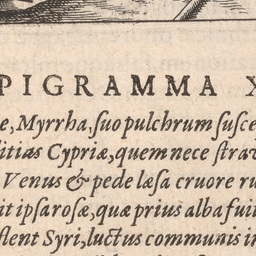 PIGRAMMA X
e, Myrrha, suo pulchrum susce
litias Cypriæ, quem nece strav
Venus & pede læsa cruore ru
it ipsa rosæ, quæ prius alba fuit
flent Syri, luctus communis in